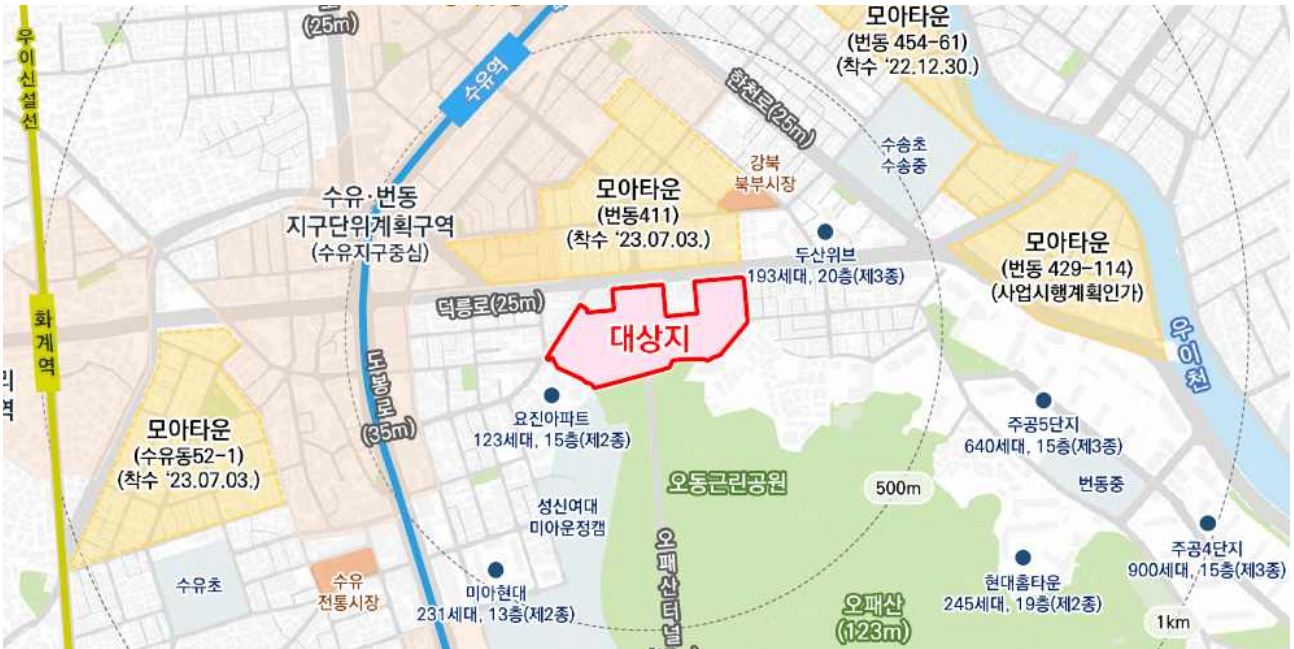 (25m)
우이신설선
수유역
모아타운
(번동 454-61)
(착수 '22.12.30.)
한천로(25m)
수송초
수송중
강북
북부시장
모아타운
(번동411)
(착수 '23.07.03.)
수유·번동
지구단위계획구역
(수유지구중심)
두산위브
193세대, 20층(제3종)
모아타운
(번동 429-114)
(사업시행계획인가)
덕릉로(25m)
대상지
화계역
우이천
도봉로
(35m)
요진아파트
123세대, 15층(제2종)
주공5단지
640세대, 15층(제3종)
모아타운
(수유동52-1)
(착수 '23.07.03.)
번동중
오동근린공원
500m
성신여대
미아운정캠
주공4단지
900세대, 15층(제3종)
오패산터널
수유초
수유
전통시장
미아현대
231세대, 13층(제2종)
현대홈타운
245세대, 19층(제2종)
오패산
(123m)
1km